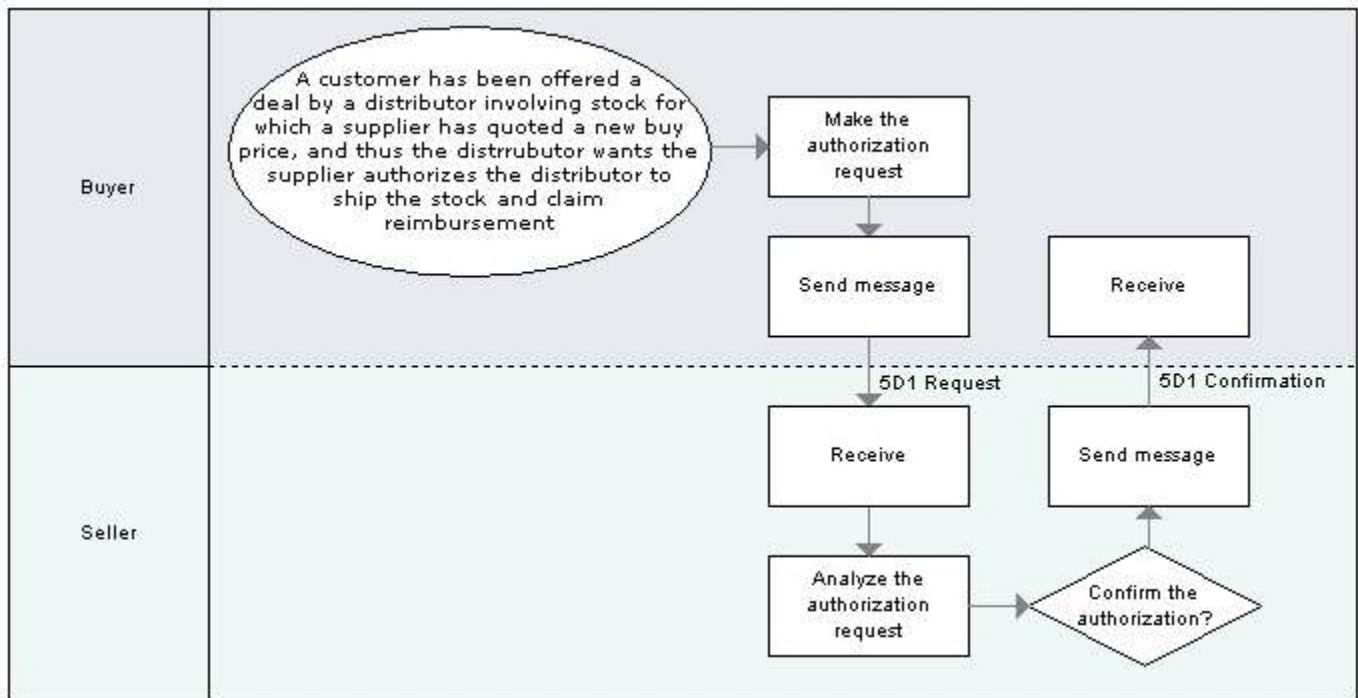 Buyer
A customer has been offered a
deal by a distributor involving stock for
which a supplier has quoted a new buy
price, and thus the distrrubutor wants the
supplier authorizes the distributor to
ship the stock and claim
reimbursement
Make the
authorization
request
Send message
Receive
5D1 Request
5D1 Confirmation
Seller
Receive
Send message
Analyze the
authorization
request
Confirm the
authorization?